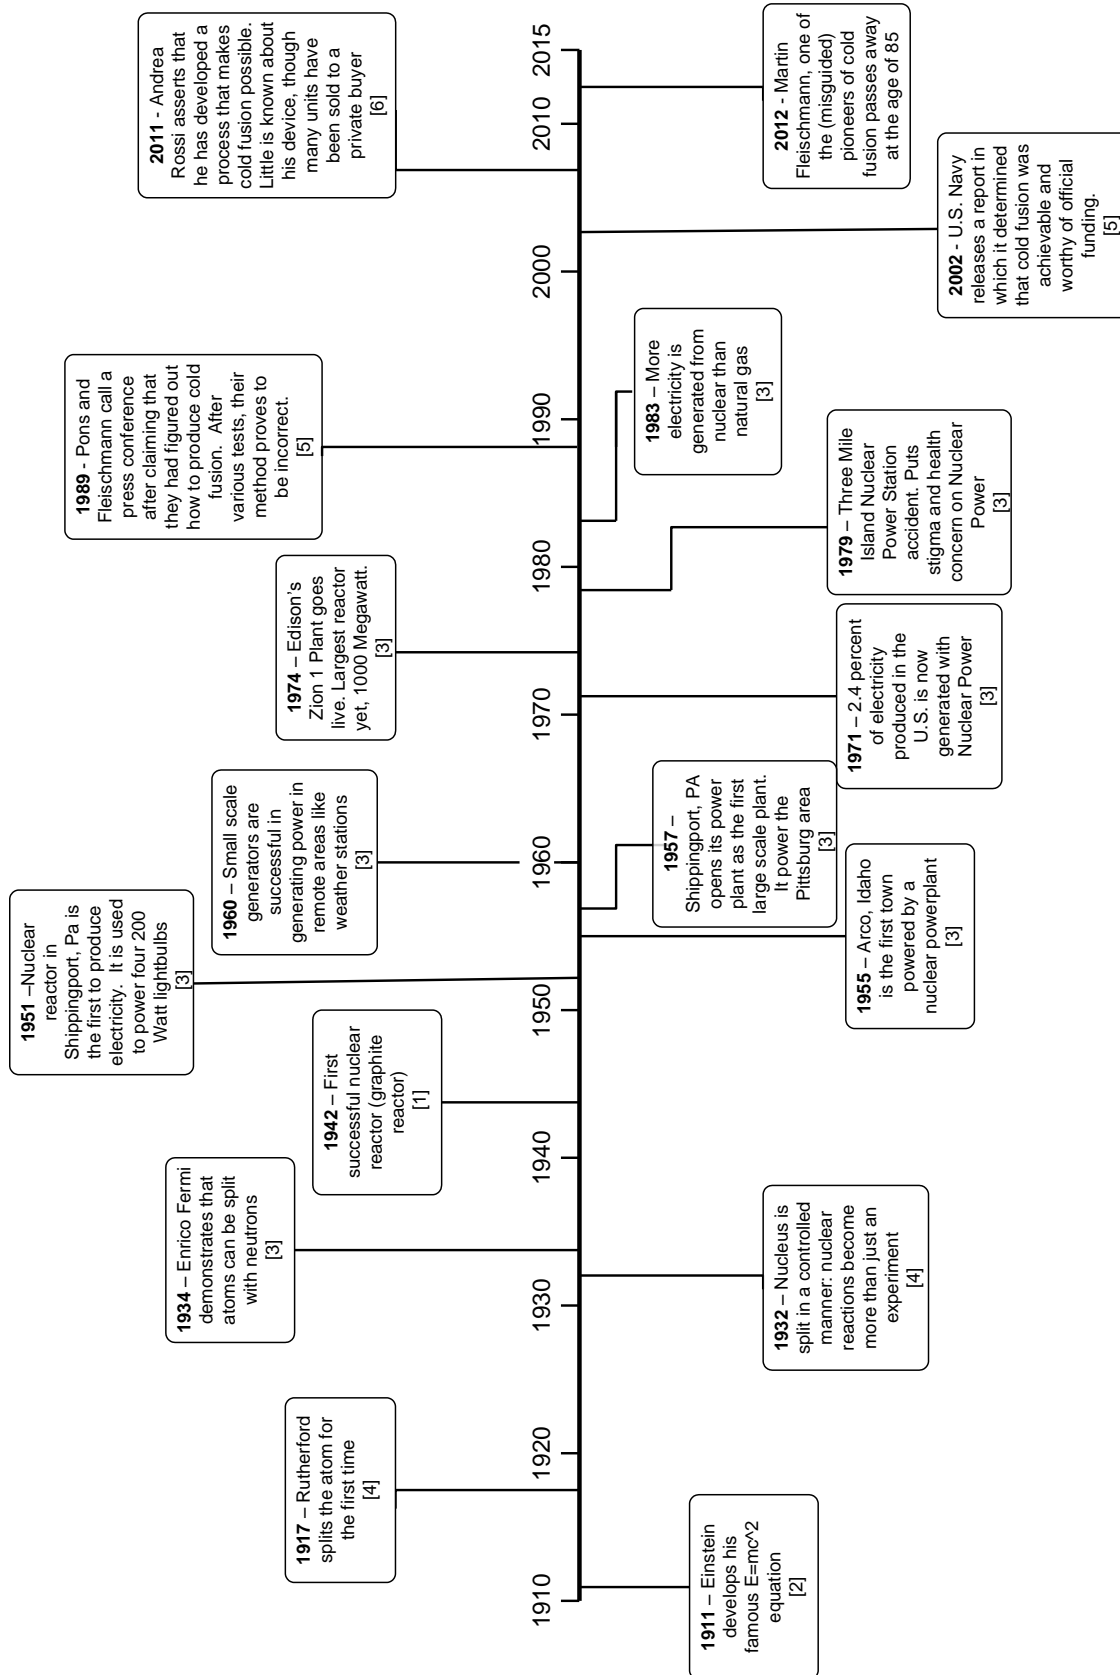 1911 – Einstein
develops his
famous E=mc^2
equation
[2]
1917 – Rutherford
splits the atom for
the first time
[4]
1932 – Nucleus is
split in a controlled
manner: nuclear
reactions become
more than just an
experiment
[4]
1934 – Enrico Fermi
demonstrates that
atoms can be split
with neutrons
[3]
1942 – First
successful nuclear
reactor (graphite
reactor)
[1]
1951 –Nuclear
reactor in
Shippingport, Pa is
the first to produce
electricity. It is used
to power four 200
Watt lightbulbs
[3]
1955 – Arco, Idaho
is the first town
powered by a
nuclear powerplant
[3]
1957 –
Shippingport, PA
opens its power
plant as the first
large scale plant.
It power the
Pittsburg area
[3]
1960 – Small scale
generators are
successful in
generating power in
remote areas like
weather stations
[3]
1971 – 2.4 percent
of electricity
produced in the
U.S. is now
generated with
Nuclear Power
[3]
1974 – Edison's
Zion 1 Plant goes
live. Largest reactor
yet, 1000 Megawatt.
[3]
1979 – Three Mile
Island Nuclear
Power Station
accident. Puts
stigma and health
concern on Nuclear
Power
[3]
1983 – More
electricity is
generated from
nuclear than
natural gas
[3]
1989 - Pons and
Fleischmann call a
press conference
after claiming that
they had figured out
how to produce cold
fusion. After
various tests, their
method proves to
be incorrect.
[5]
2002 - U.S. Navy
releases a report in
which it determined
that cold fusion was
achievable and
worthy of official
funding.
[5]
2011 - Andrea
Rossi asserts that
he has developed a
process that makes
cold fusion possible.
Little is known about
his device, though
many units have
been sold to a
private buyer
[6]
2012 - Martin
Fleischmann, one of
the (misguided)
pioneers of cold
fusion passes away
at the age of 85
1910
1920
1930
1940
1950
1960
1970
1980
1990
2000
2010
2015